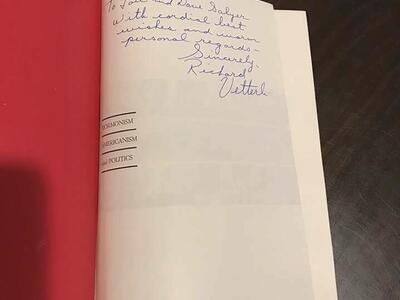 To Lou and Dave Salyer
with cordial best
wishes and warm
personal regards-
Sincerely,
Richard
Vetterli
MORMONISM
AMERICANISM
and POLITICS